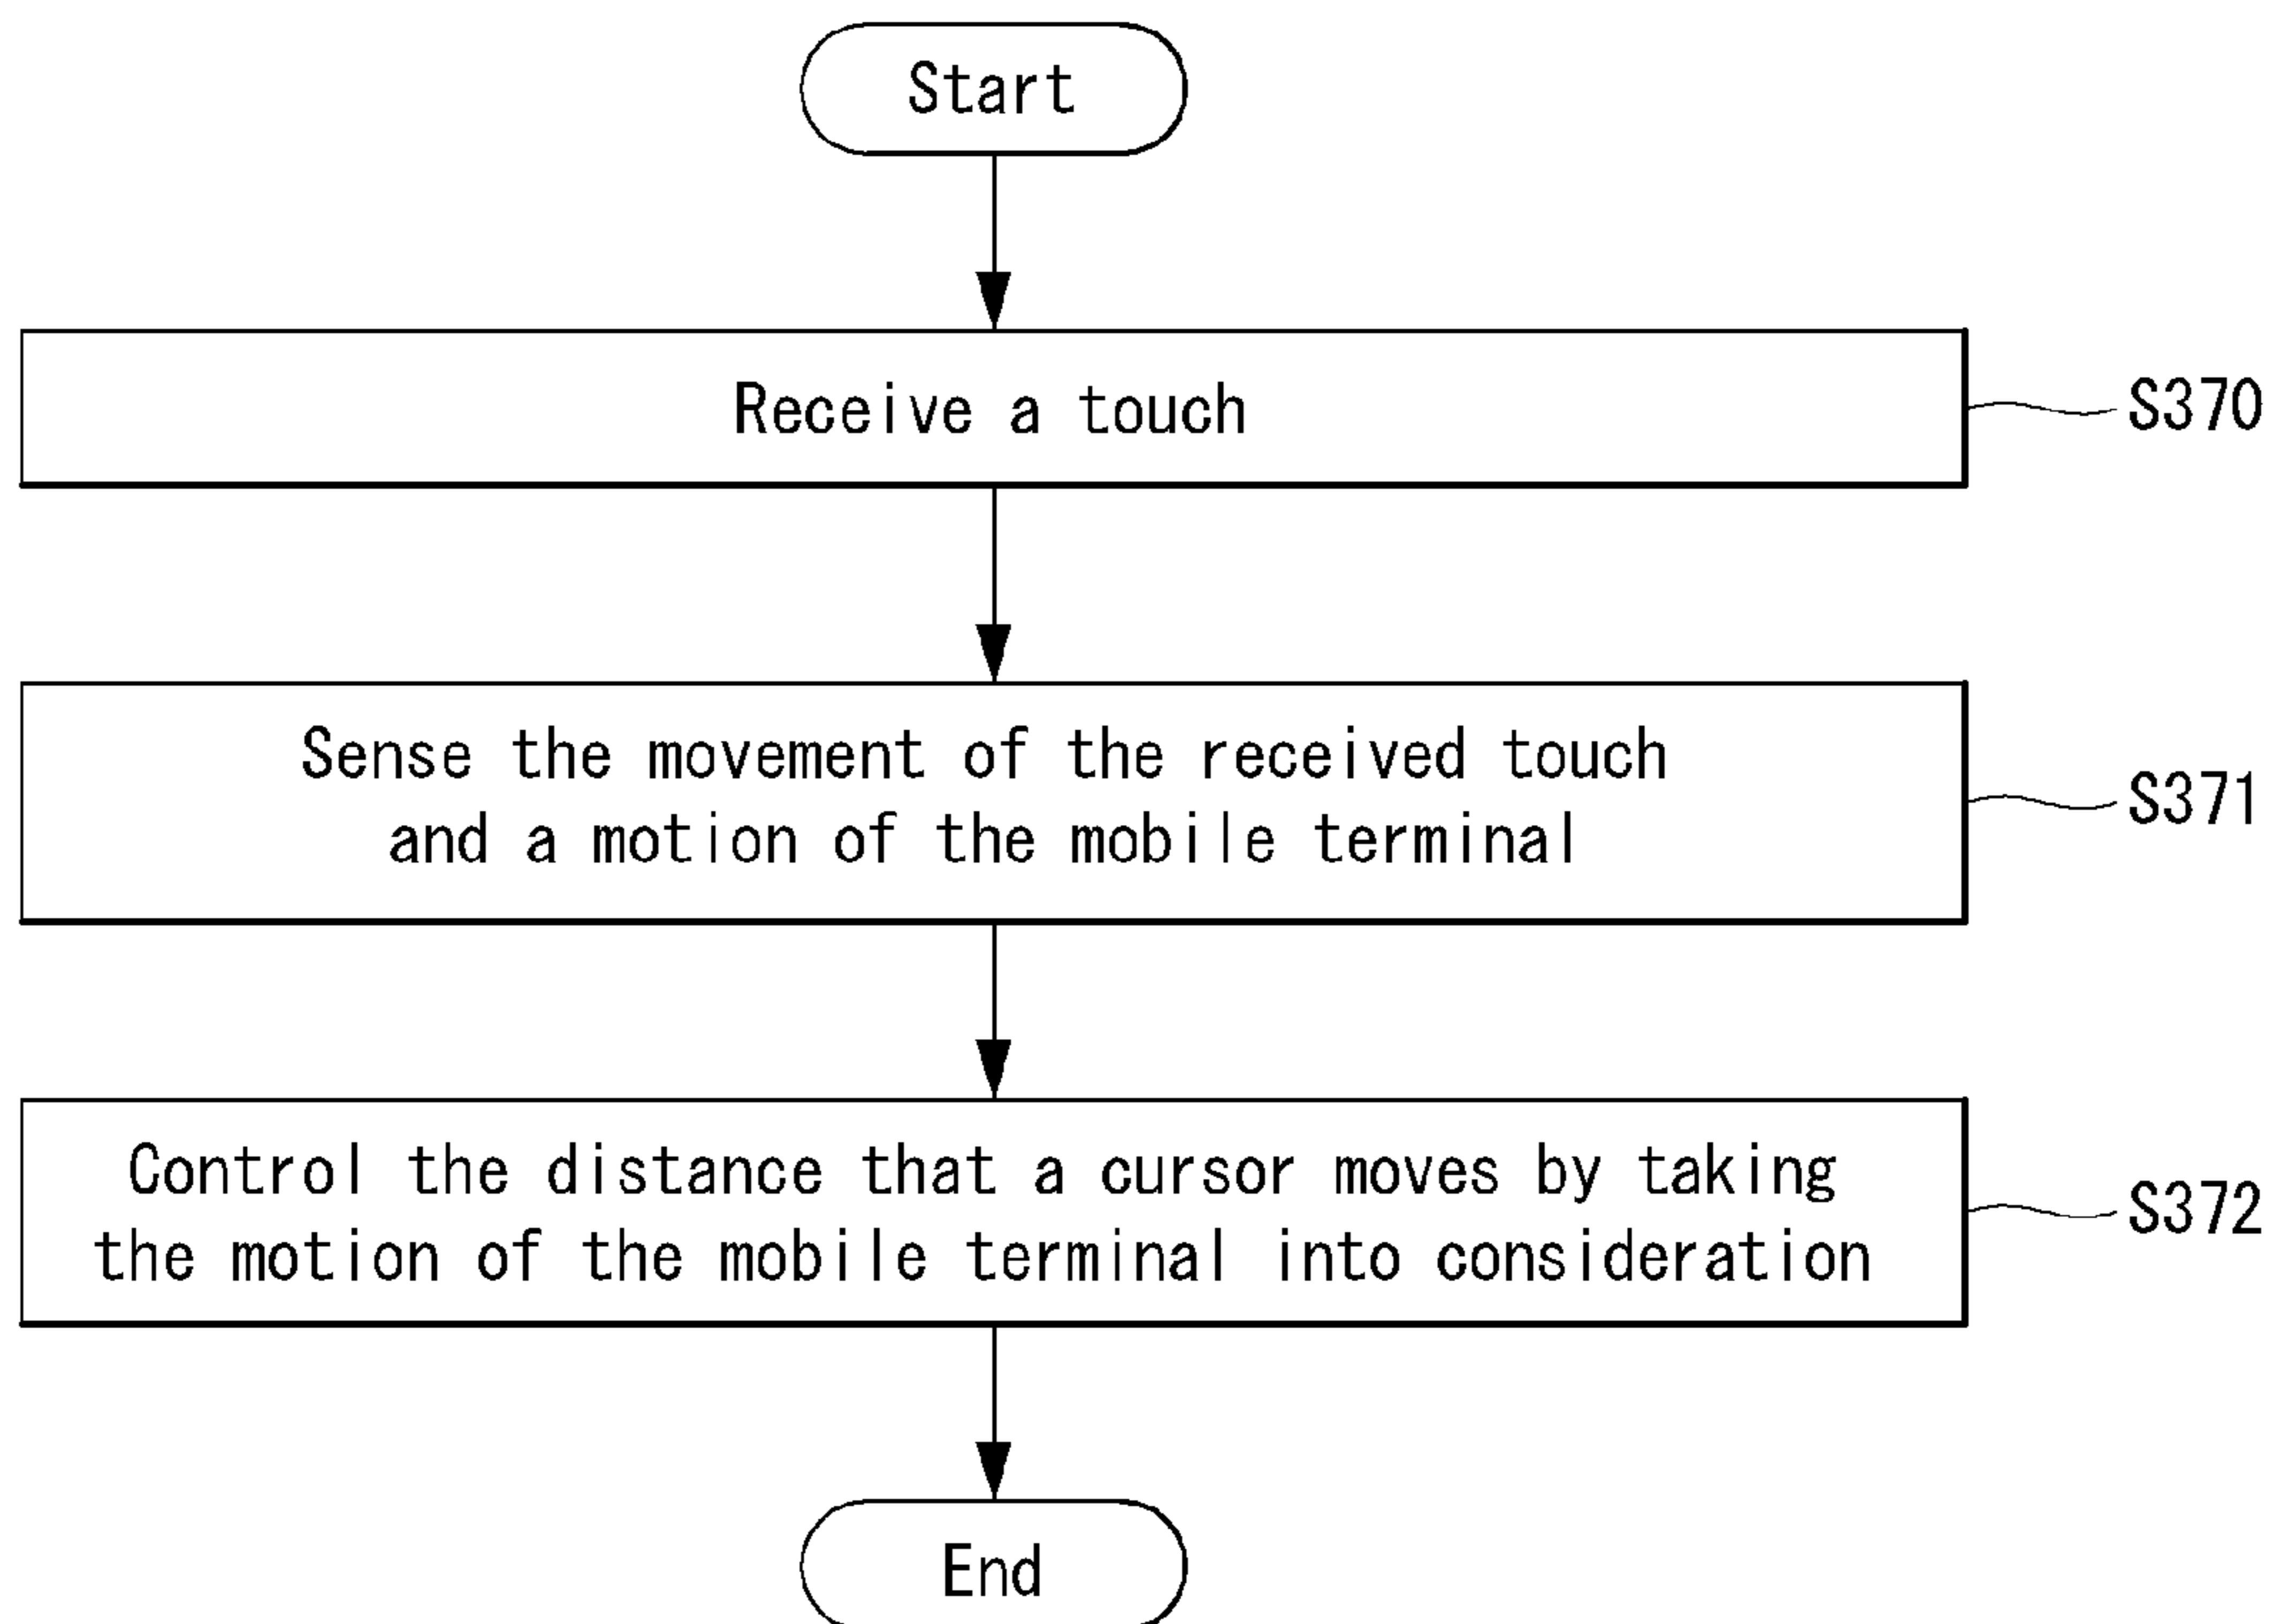 Start
Receive a touch
S370
Sense the movement of the received touch
and a motion of the mobile terminal
S371
Control the distance that a cursor moves by taking
the motion of the mobile terminal into consideration
S372
End